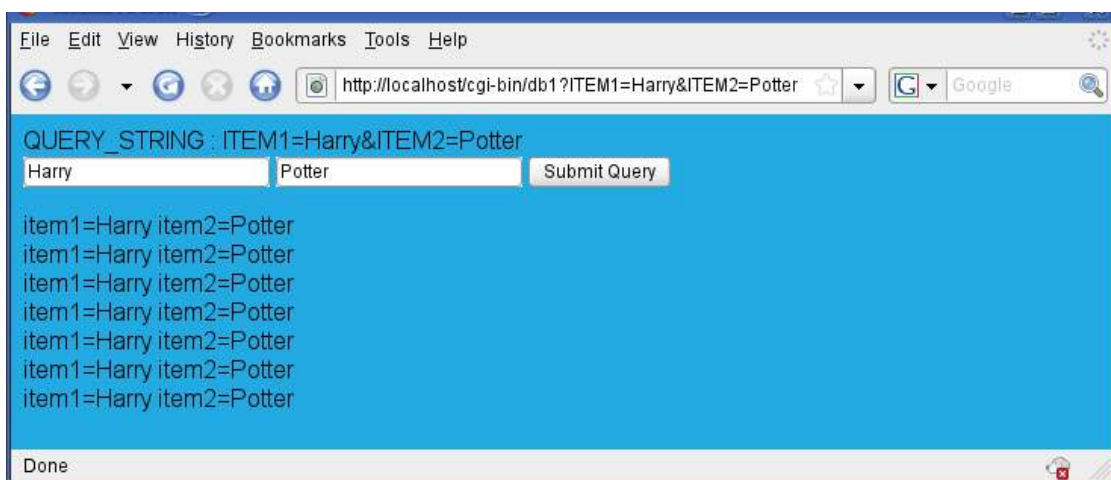 File Edit View History Bookmarks Tools Help
http://localhost/cgi-bin/db1?ITEM1=Harry&ITEM2=Potter G Google
QUERY_STRING : ITEM1=Harry&ITEM2=Potter
Harry Potter Submit Query
item1=Harry item2=Potter
item1=Harry item2=Potter
item1=Harry item2=Potter
item1=Harry item2=Potter
item1=Harry item2=Potter
item1=Harry item2=Potter
item1=Harry item2=Potter
Done